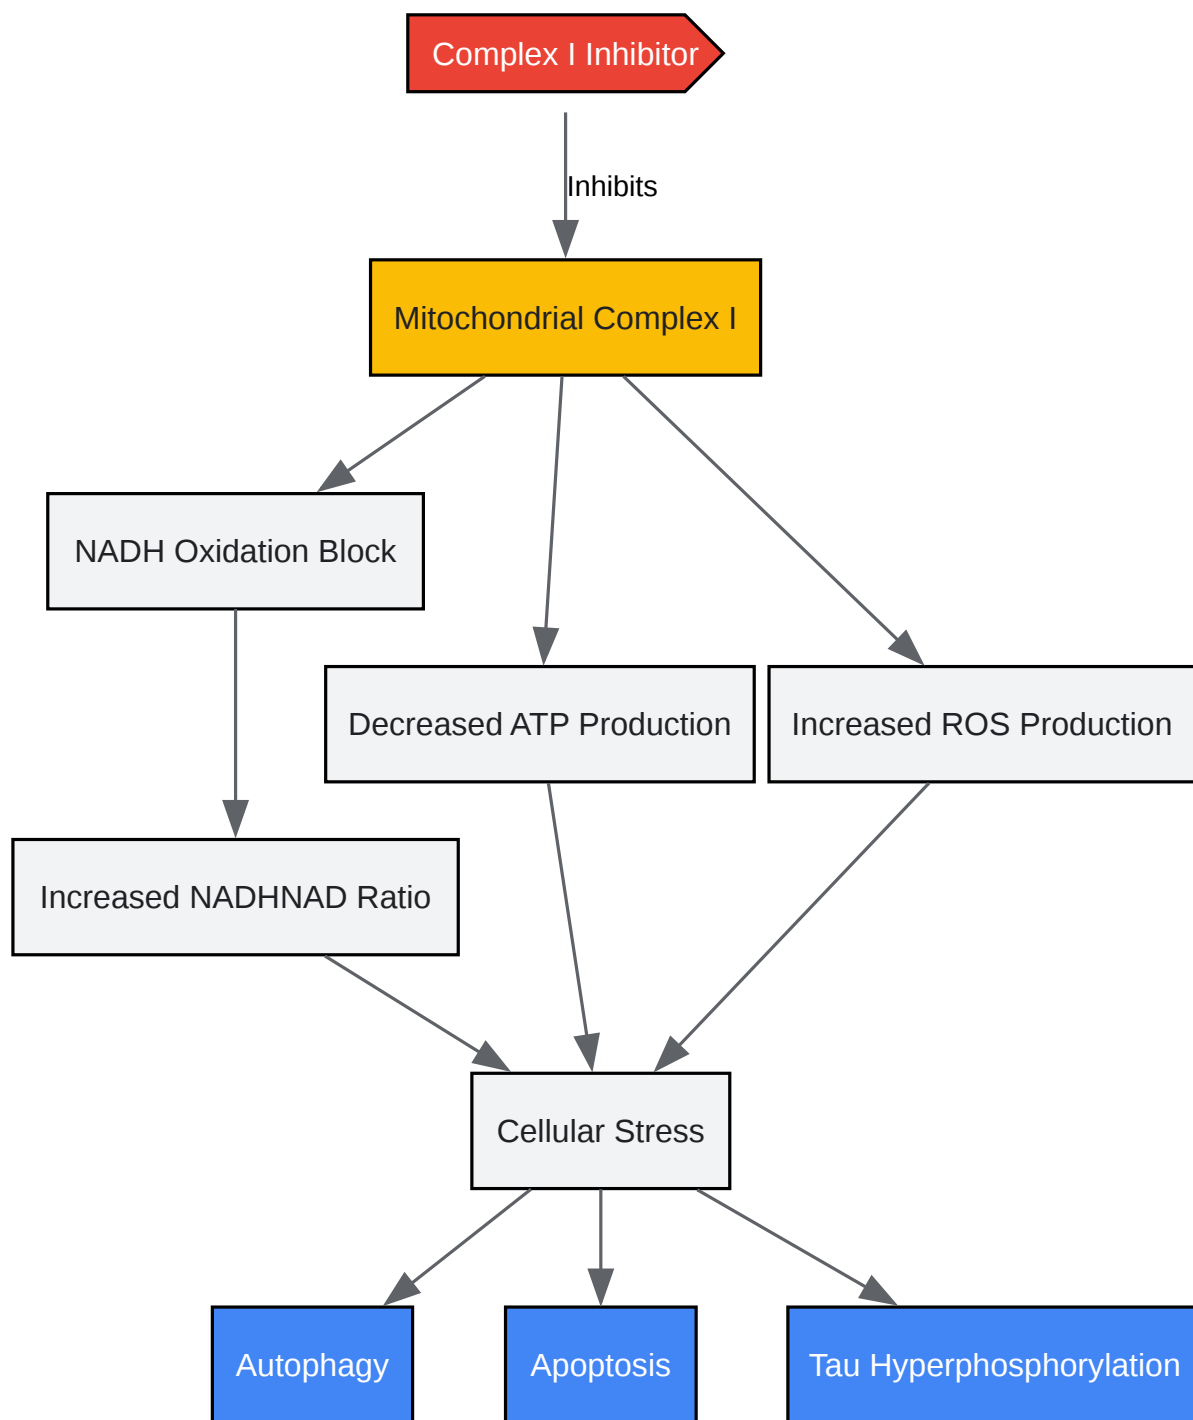 Complex I Inhibitor
Inhibits
Mitochondrial Complex I
NADH Oxidation Block
Decreased ATP Production
Increased ROS Production
Increased NADHNAD Ratio
Cellular Stress
Autophagy
Apoptosis
Tau Hyperphosphorylation